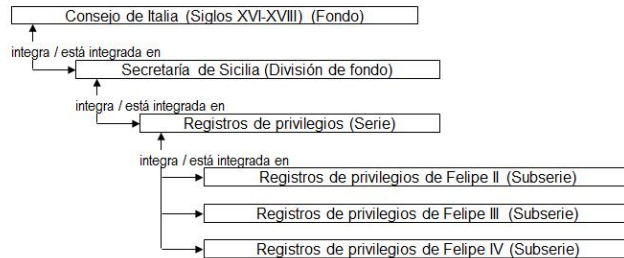 Consejo de Italia (Siglos XVI-XVIII) (Fondo)
integra / está integrada en
Secretaría de Sicilia (División de fondo)
integra / está integrada en
Registros de privilegios (Serie)
integra / está integrada en
Registros de privilegios de Felipe II (Subserie)
Registros de privilegios de Felipe III (Subserie)
Registros de privilegios de Felipe IV (Subserie)